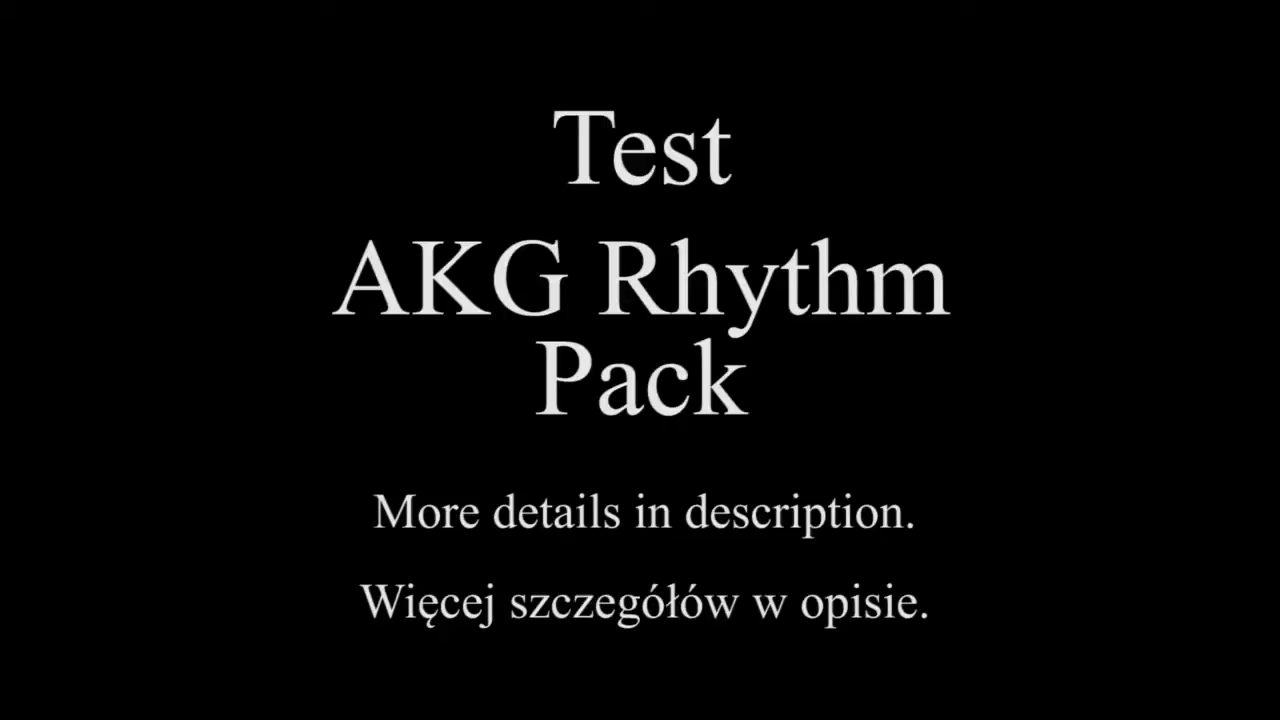 Test
AKG Rhythm
Pack
More details in description.
Więcej szczegółów w opisie.